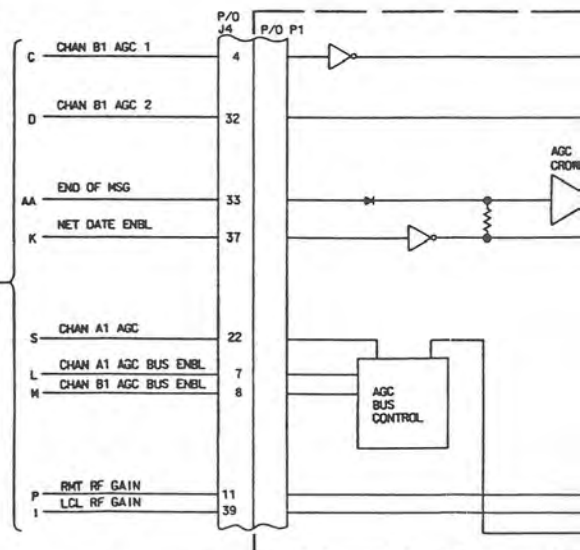 P/O
J4 P/O P1
C CHAN B1 AGC 1 4
D CHAN B1 AGC 2 32
AGC
AA END OF MSG 33
K NET DATE ENBL 37
S CHAN A1 AGC 22
L CHAN A1 AGC BUS ENBL 7
M CHAN B1 AGC BUS ENBL 8
AGC
BUS
CONTROL
P RMT RF GAIN 11
LCL RF GAIN 39